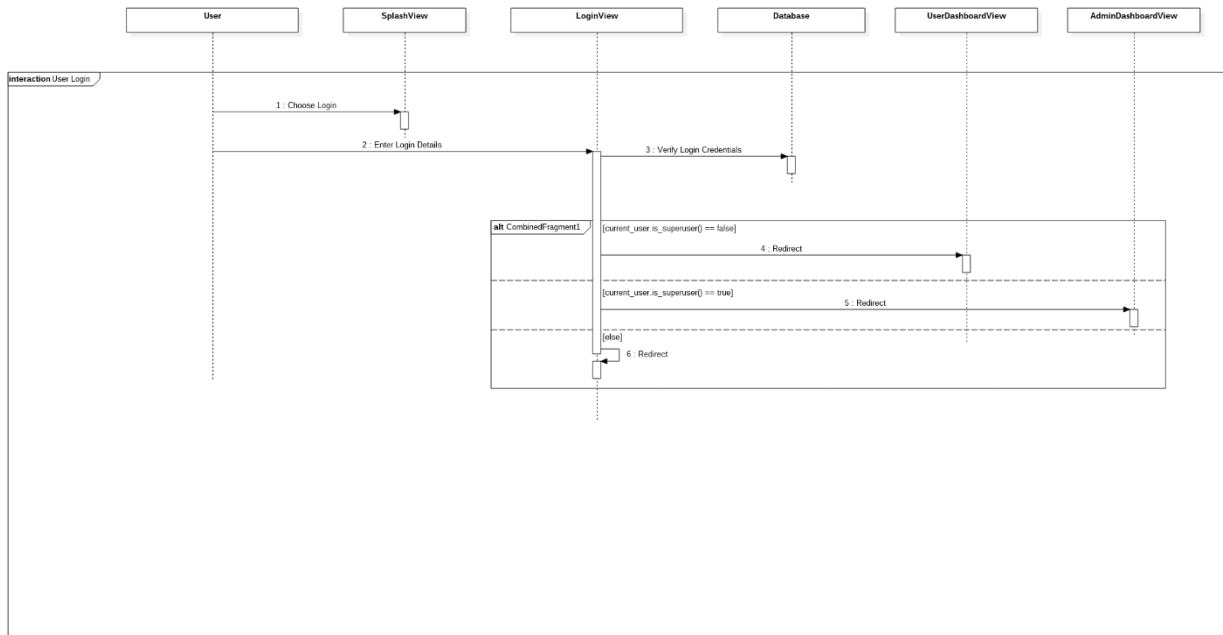 User
SplashView
LoginView
Database
UserDashboardView
AdminDashboardView
interaction User Login
1 : Choose Login
2 : Enter Login Details
3 : Verify Login Credentials
alt CombinedFragment1
[current_user.is_superuser() == false]
4 : Redirect
[current_user.is_superuser() == true]
5 : Redirect
[else]
6 : Redirect